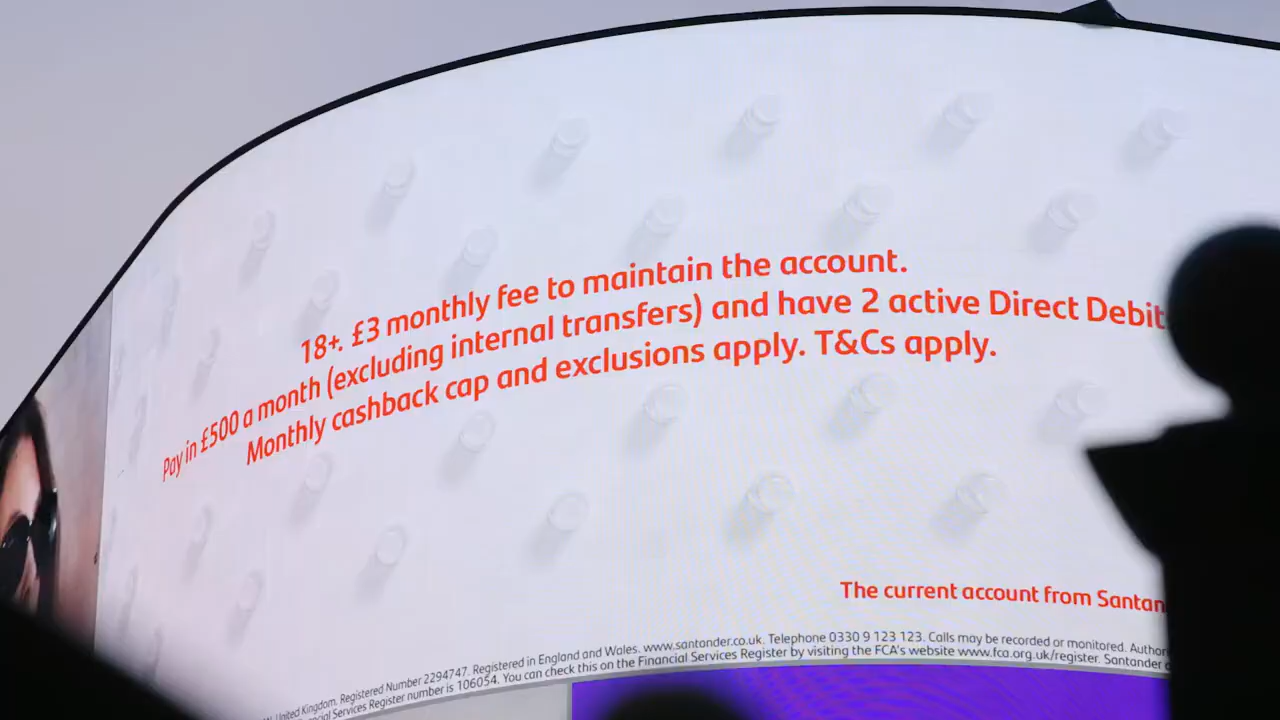 18+. £3 monthly fee to maintain the account.
Pay in £500 a month (excluding internal transfers) and have 2 active Direct Debit
Monthly cashback cap and exclusions apply. T&Cs apply.
The current account from Santan
United Kingdom. Registered Number 2294747. Registered in England and Wales. www.santander.co.uk. Telephone 0330 9 123 123. Calls may be recorded or monitored. Author
Services Register number is 106054. You can check this on the Financial Services Register by visiting the FCA's website www.fca.org.uk/register. Santander